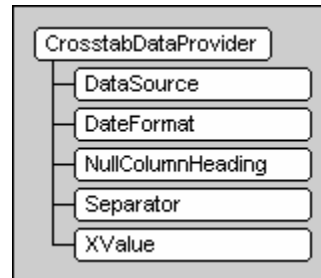 CrosstabDataProvider
DataSource
DateFormat
NullColumnHeading
Separator
XValue